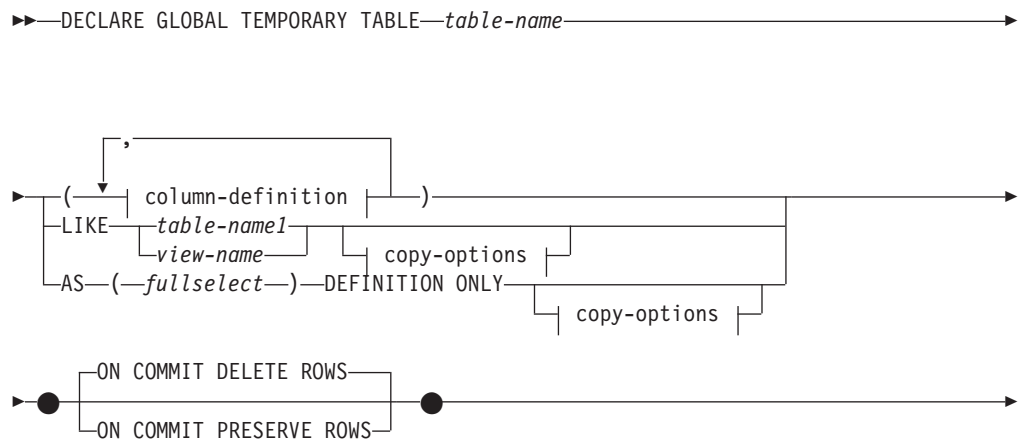 DECLARE GLOBAL TEMPORARY TABLE table-name
,
( column-definition )
LIKE table-name1
view-name copy-options
AS ( fullselect ) DEFINITION ONLY
copy-options
ON COMMIT DELETE ROWS
ON COMMIT PRESERVE ROWS